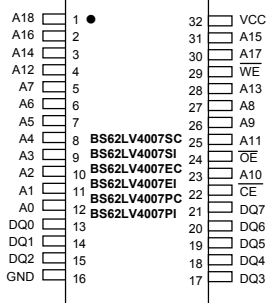 A18 1 32 VCC
A16 2 31 A15
A14 3 30 A17
A12 4 29 WE
A7 5 28 A13
A6 6 27 A8
A5 7 26 A9
A4 8 BS62LV4007SC 25 A11
A3 9 BS62LV4007SI 24 OE
A2 10 BS62LV4007EC 23 A10
A1 11 BS62LV4007EI 22 CE
A0 12 BS62LV4007PC 21 DQ7
DQ0 13 BS62LV4007PI 20 DQ6
DQ1 14 19 DQ5
DQ2 15 18 DQ4
GND 16 17 DQ3